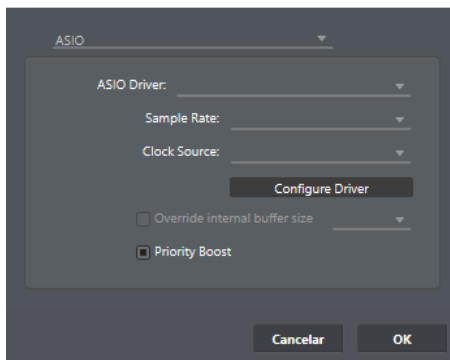 ASIO
ASIO Driver:
Sample Rate:
Clock Source:
Configure Driver
Override internal buffer size
Priority Boost
Cancelar OK